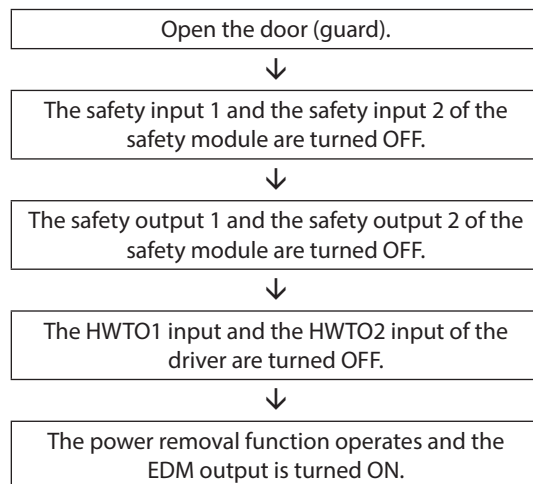 Open the door (guard).
The safety input 1 and the safety input 2 of the
safety module are turned OFF.
The safety output 1 and the safety output 2 of the
safety module are turned OFF.
The HWTO1 input and the HWTO2 input of the
driver are turned OFF.
The power removal function operates and the
EDM output is turned ON.